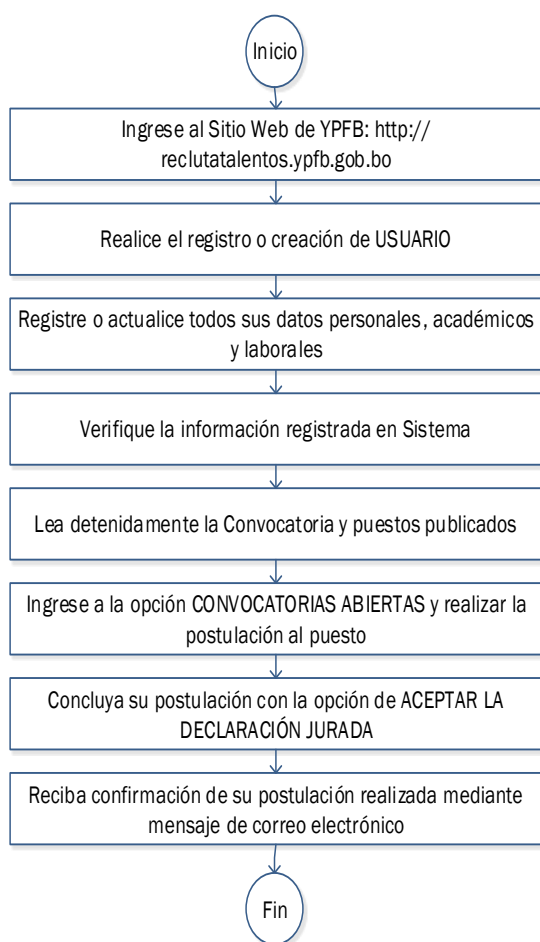 Inicio
Ingrese al Sitio Web de YPFB: http://
reclutatalentos.ypfb.gob.bo
Realice el registro o creación de USUARIO
Registre o actualice todos sus datos personales, académicos
y laborales
Verifique la información registrada en Sistema
Lea detenidamente la Convocatoria y puestos publicados
Ingrese a la opción CONVOCATORIAS ABIERTAS y realizar la
postulación al puesto
Concluya su postulación con la opción de ACEPTAR LA
DECLARACIÓN JURADA
Reciba confirmación de su postulación realizada mediante
mensaje de correo electrónico
Fin